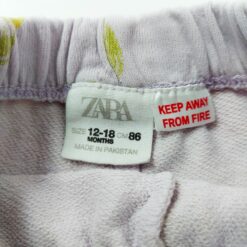 ZARA
SIZE 12-18 CM 86
MONTHS
MADE IN PAKISTAN
KEEP AWAY
FROM FIRE